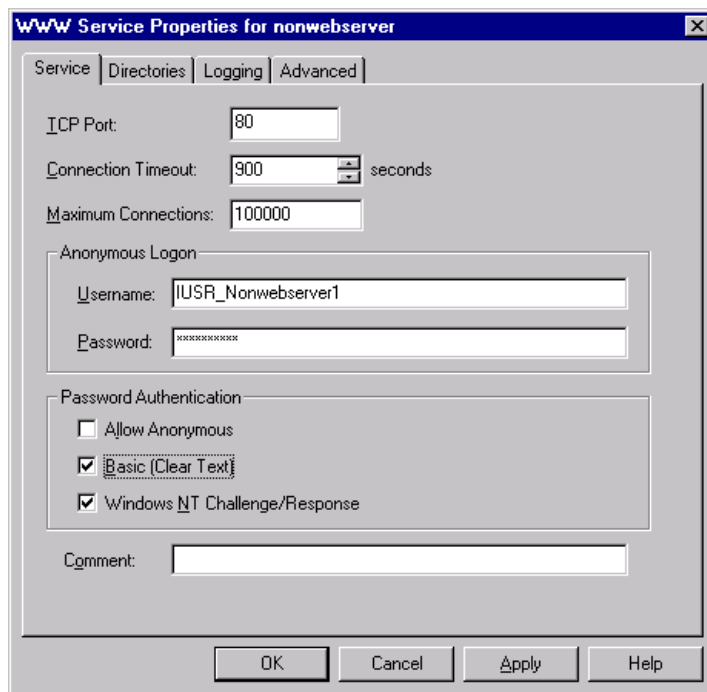 WWW Service Properties for nonwebserver
Service Directories Logging Advanced
TCP Port: 80
Connection Timeout: 900 seconds
Maximum Connections: 100000
Anonymous Logon
Username: IUSR_Nonwebserver1
Password: **********
Password Authentication
Allow Anonymous
Basic (Clear Text)
Windows NT Challenge/Response
Comment:
OK Cancel Apply Help